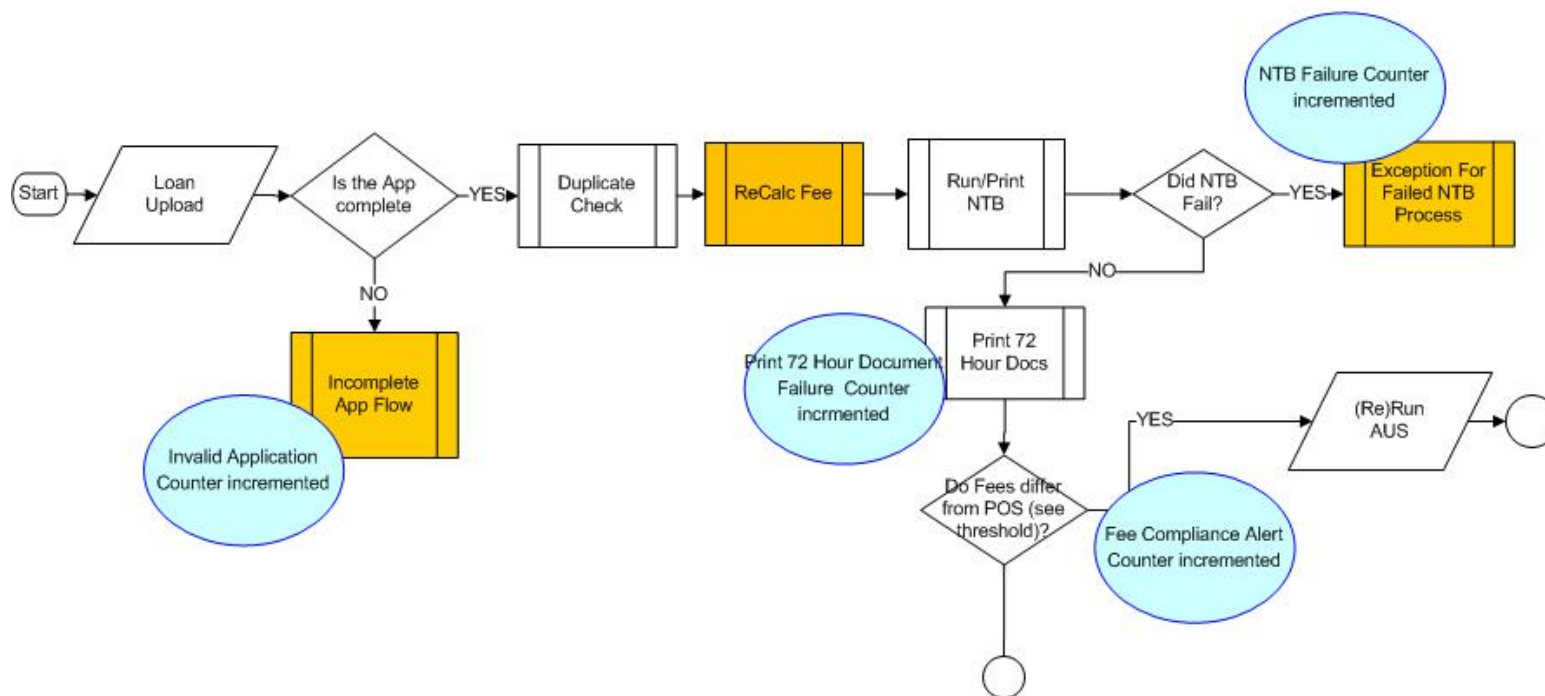 Start
Loan
Upload
Is the App
complete
YES
Duplicate
Check
ReCalc Fee
Run/Print
NTB
Did NTB
Fail?
YES
NTB Failure Counter
incremented
Exception For
Failed NTB
Process
NO
Incomplete
App Flow
Invalid Application
Counter incremented
NO
Print 72
Hour Docs
Print 72 Hour Document
Failure Counter
incrmented
Do Fees differ
from POS (see
threshold)?
YES
Fee Compliance Alert
Counter incremented
(Re)Run
AUS